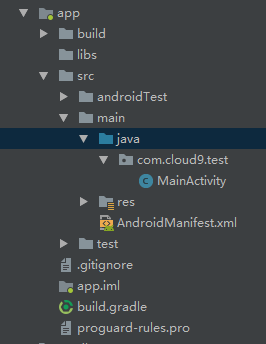 app
build
libs
src
androidTest
main
java
com.cloud9.test
MainActivity
res
AndroidManifest.xml
test
.gitignore
app.iml
build.gradle
proguard-rules.pro